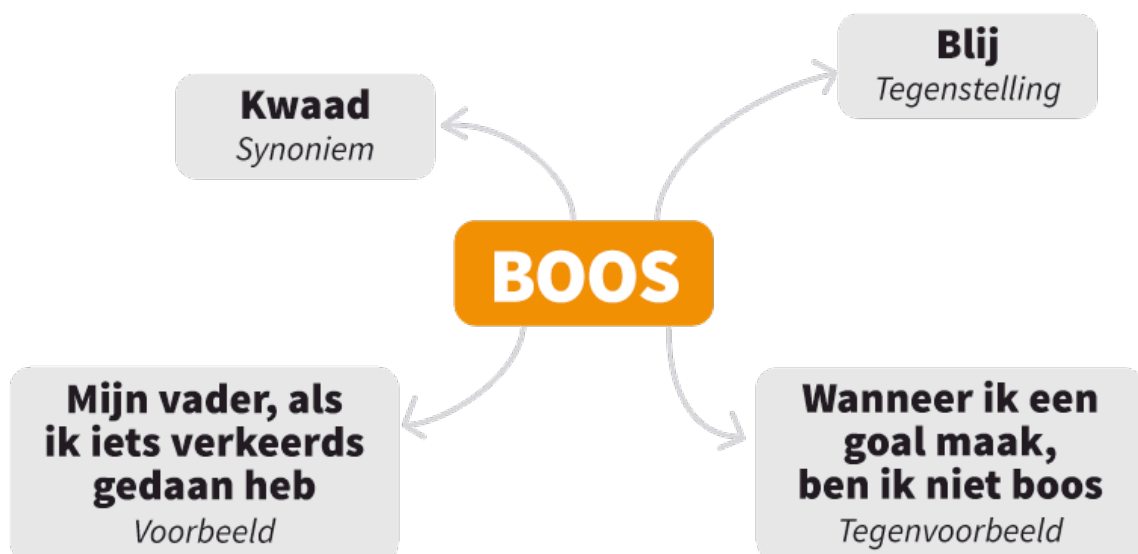 Blij
Tegenstelling
Kwaad
Synoniem
BOOS
Mijn vader, als
ik iets verkeerds
gedaan heb
Voorbeeld
Wanneer ik een
goal maak,
ben ik niet boos
Tegenvoorbeeld